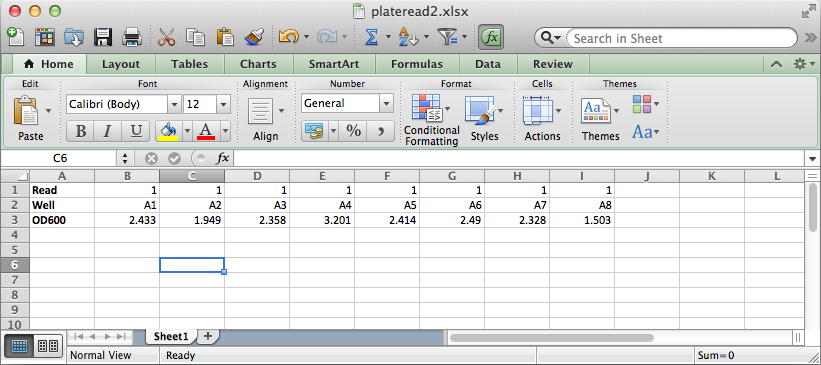 plateread2.xlsx
Search in Sheet
Home Layout Tables Charts SmartArt Formulas Data Review
Edit Font Alignment Number Format Cells Themes
Calibri (Body) 12 General
Paste B I U A Align % , Conditional Formatting Styles Actions Themes Aa
C6 fx
A B C D E F G H I J K L
1 Read 1 1 1 1 1 1 1 1
2 Well A1 A2 A3 A4 A5 A6 A7 A8
3 OD600 2.433 1.949 2.358 3.201 2.414 2.49 2.328 1.503
4
5
6
7
8
9
10
Sheet1
Normal View Ready Sum=0